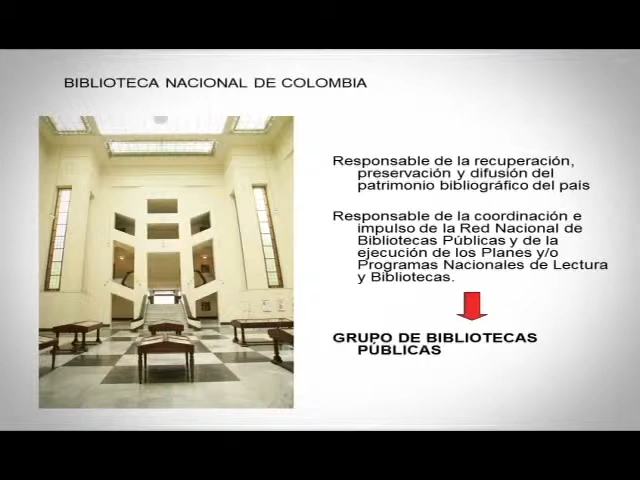 BIBLIOTECA NACIONAL DE COLOMBIA
Responsable de la recuperación,
preservación y difusión del
patrimonio bibliográfico del país
Responsable de la coordinación e
impulso de la Red Nacional de
Bibliotecas Públicas y de la
ejecución de los Planes y/o
Programas Nacionales de Lectura
y Bibliotecas.
GRUPO DE BIBLIOTECAS
PÚBLICAS